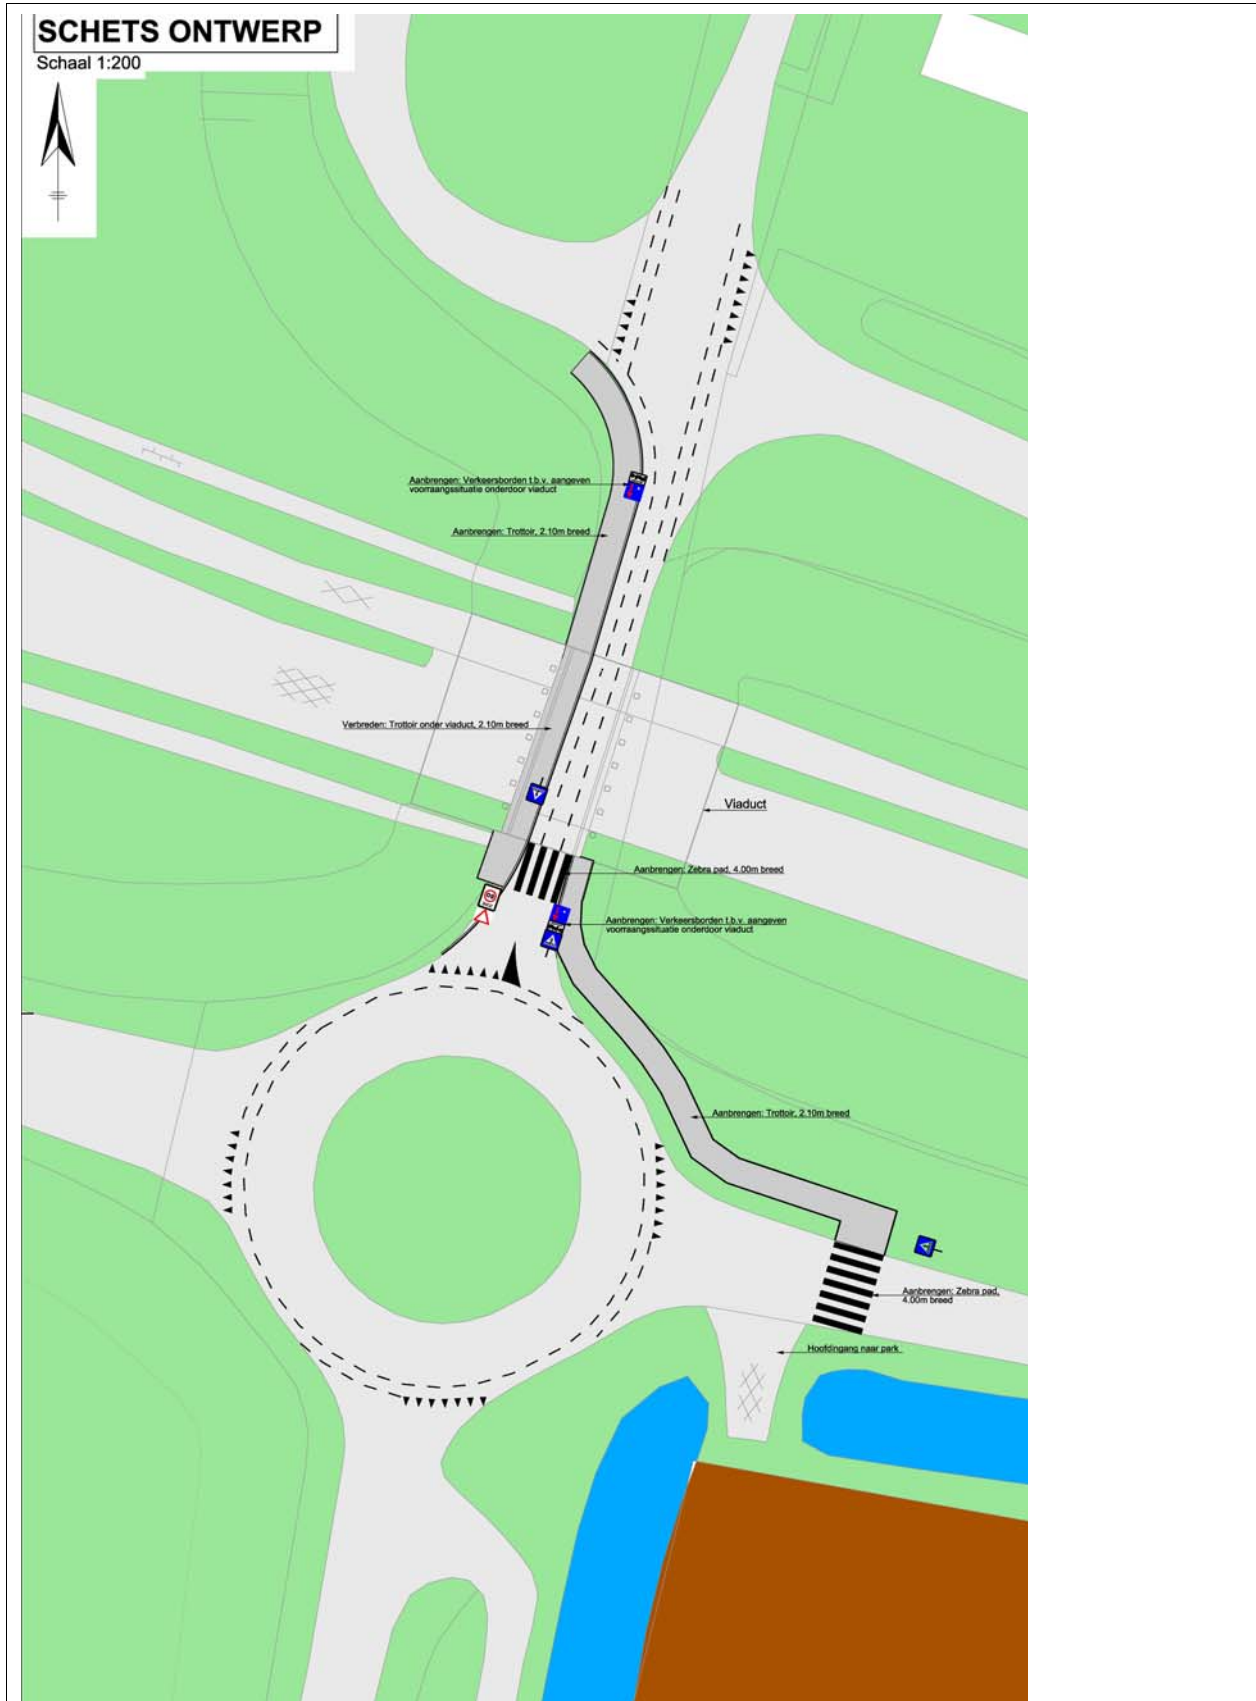 SCHETS ONTWERP
Schaal 1:200
Aanbrengen: Verkeersborden t.b.v. aangeven
voorraangssituatie onderdoor viaduct
Aanbrengen: Trottoir, 2.10m breed
Verbreden: Trottoir onder viaduct, 2.10m breed
Viaduct
Aanbrengen: Zebra pad, 4.00m breed
Aanbrengen: Verkeersborden t.b.v. aangeven
voorraangssituatie onderdoor viaduct
Aanbrengen: Trottoir, 2.10m breed
Aanbrengen: Zebra pad,
4.00m breed
Hoofdingang naar park